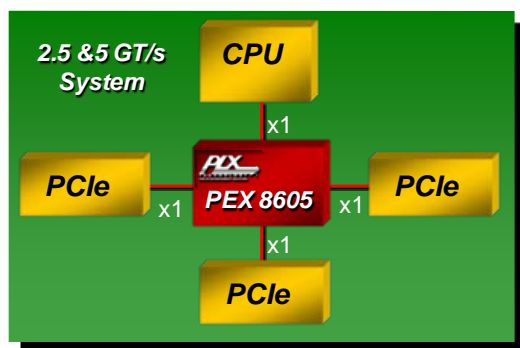 2.5 &5 GT/s
System
CPU
x1
PLX
PEX 8605
PCIe
x1
x1
PCIe
x1
PCIe